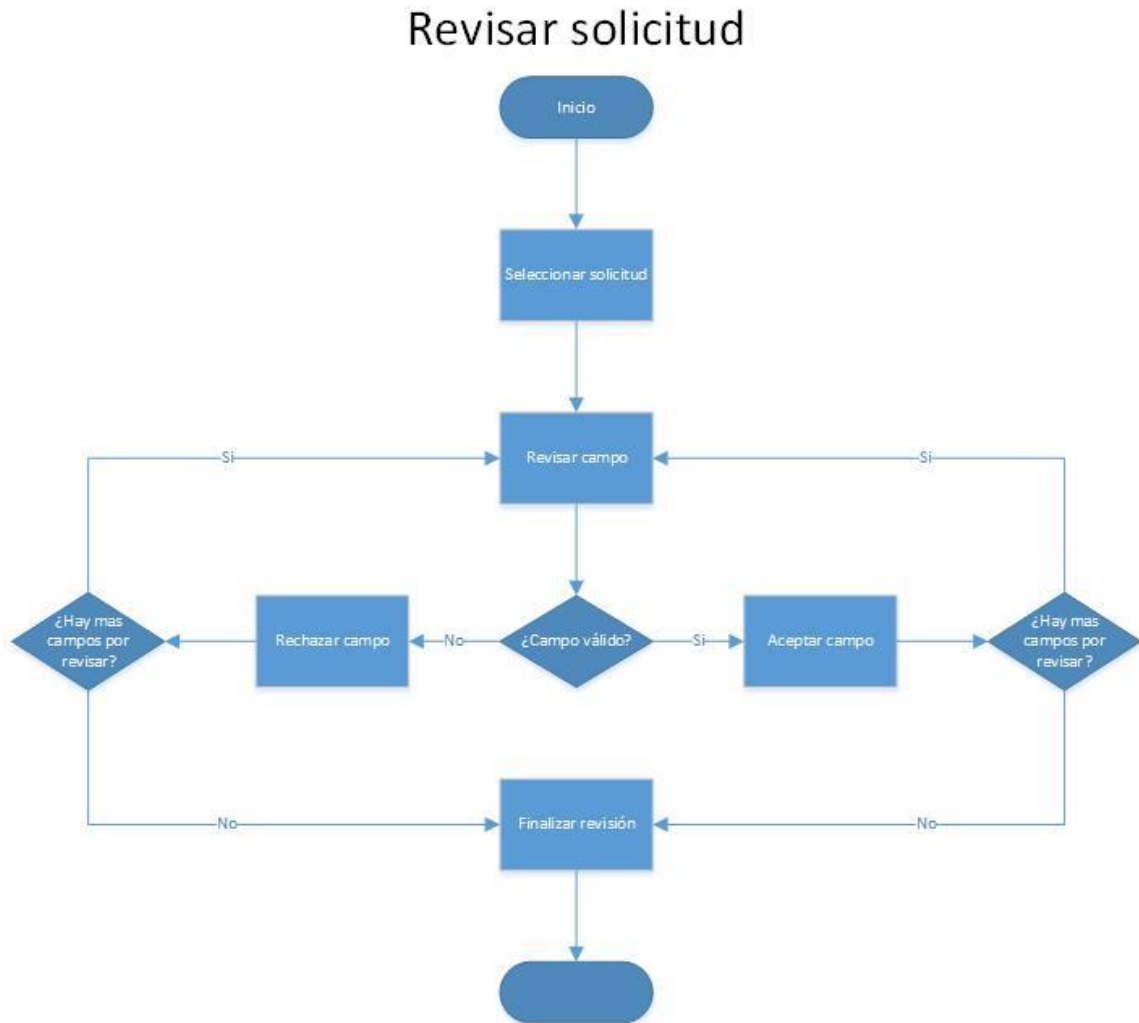 Revisar solicitud
Inicio
Seleccionar solicitud
Revisar campo
Si
Si
¿Hay mas
campos por
revisar?
Rechazar campo
No
¿Campo válido?
Si
Aceptar campo
¿Hay mas
campos por
revisar?
No
Finalizar revisión
No